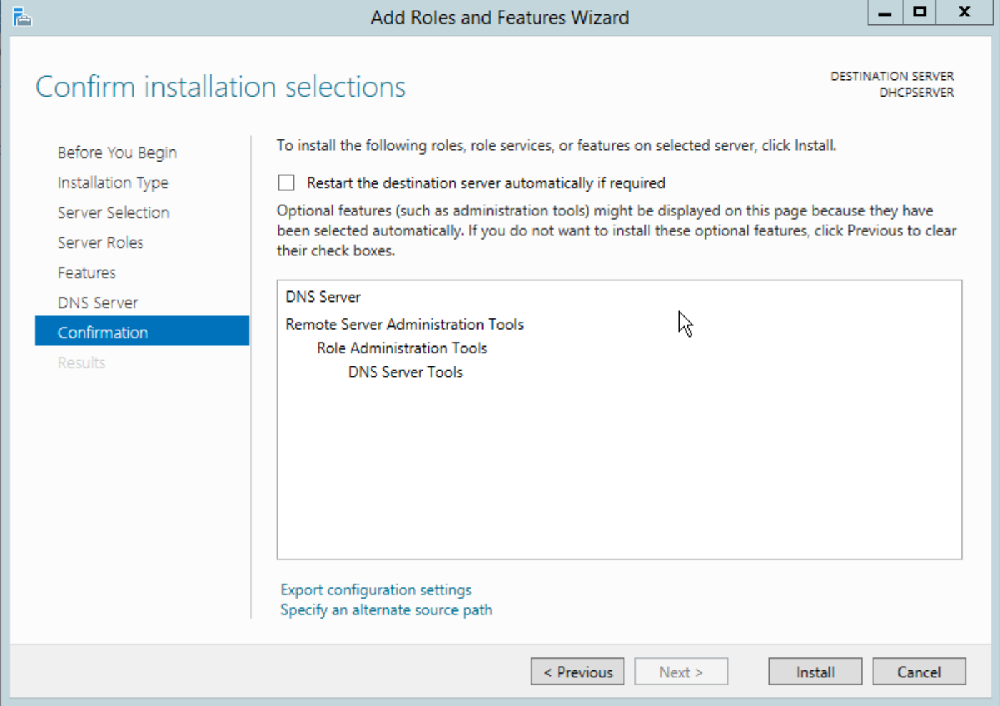 Add Roles and Features Wizard
Confirm installation selections
DESTINATION SERVER
DHCPSERVER
Before You Begin
Installation Type
Server Selection
Server Roles
Features
DNS Server
Confirmation
Results
To install the following roles, role services, or features on selected server, click Install.
Restart the destination server automatically if required
Optional features (such as administration tools) might be displayed on this page because they have
been selected automatically. If you do not want to install these optional features, click Previous to clear
their check boxes.
DNS Server
Remote Server Administration Tools
Role Administration Tools
DNS Server Tools
Export configuration settings
Specify an alternate source path
< Previous
Next >
Install
Cancel